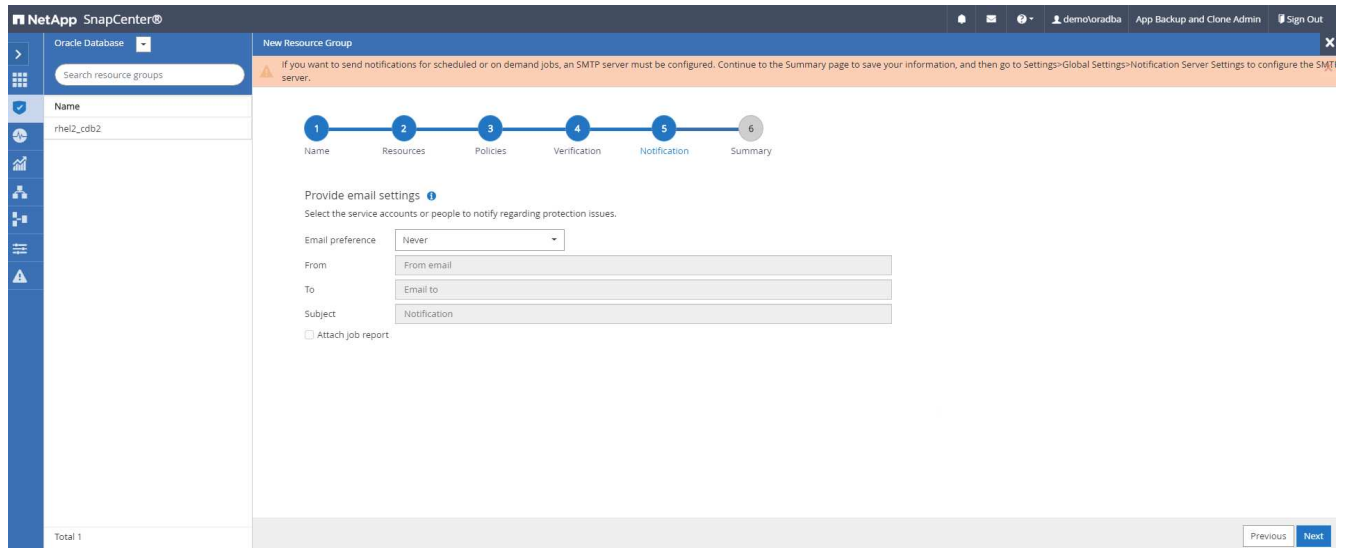 NetApp SnapCenter®
demo\oradba App Backup and Clone Admin Sign Out
Oracle Database
New Resource Group
If you want to send notifications for scheduled or on demand jobs, an SMTP server must be configured. Continue to the Summary page to save your information, and then go to Settings>Global Settings>Notification Server Settings to configure the
server.
Search resource groups
Name
rhel2_cdb2
1 2 3 4 5 6
Name Resources Policies Verification Notification Summary
Provide email settings
Select the service accounts or people to notify regarding protection issues.
Email preference Never
From From email
To Email to
Subject Notification
Attach job report
Total 1
Previous Next